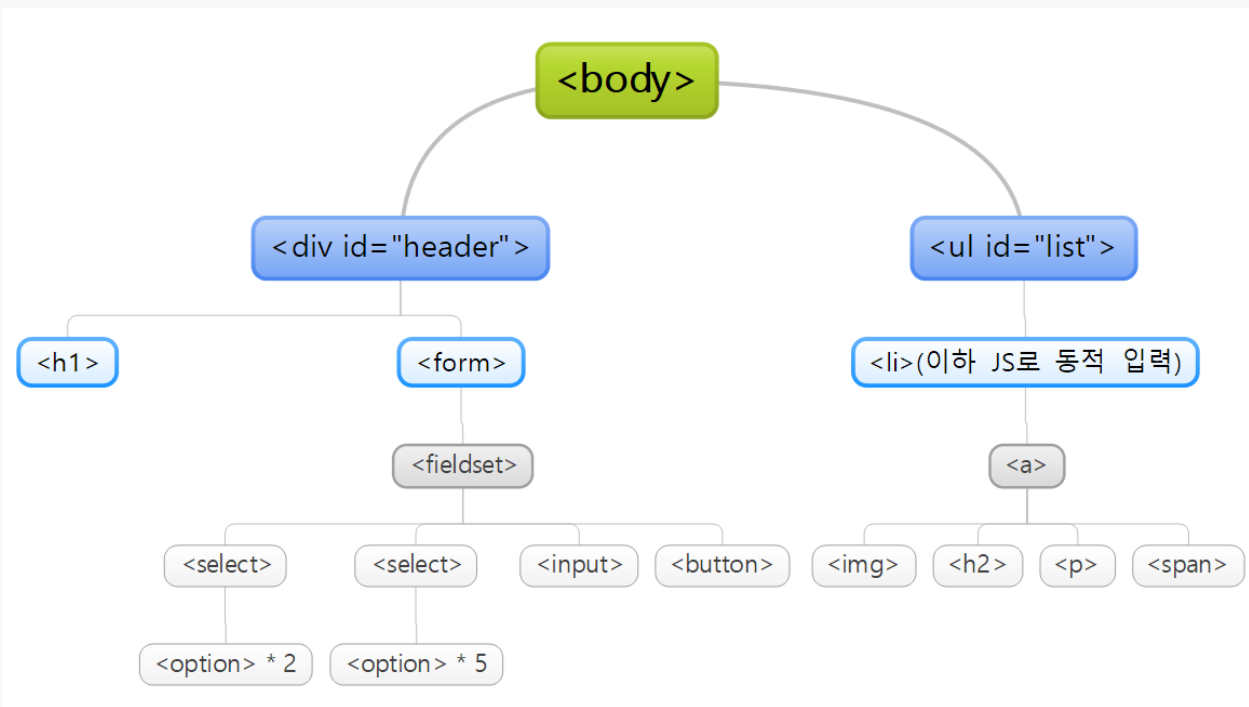 <body>
<div id="header">
<ul id="list">
<h1>
<form>
<li>(이하 JS로 동적 입력)
<fieldset>
<a>
<select>
<select>
<input>
<button>
<img>
<h2>
<p>
<span>
<option> * 2
<option> * 5